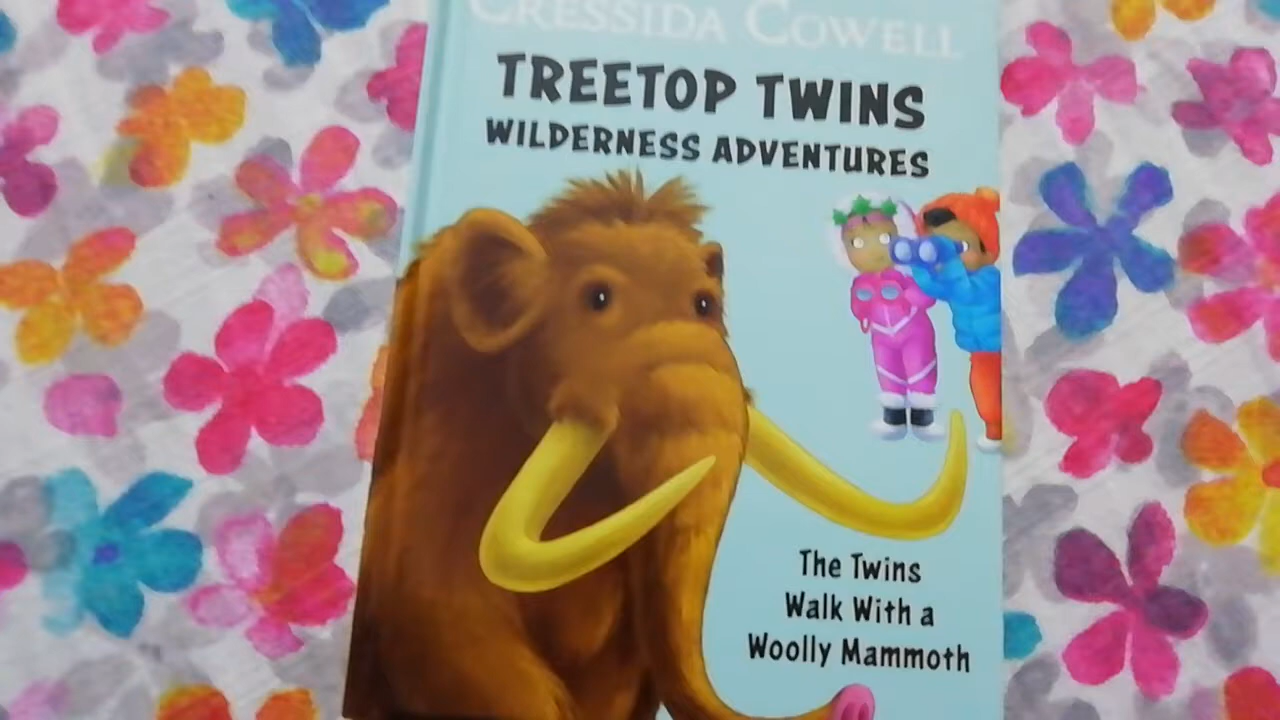 CRESSIDA COWELL
TREETOP TWINS
WILDERNESS ADVENTURES
The Twins
Walk With a
Woolly Mammoth